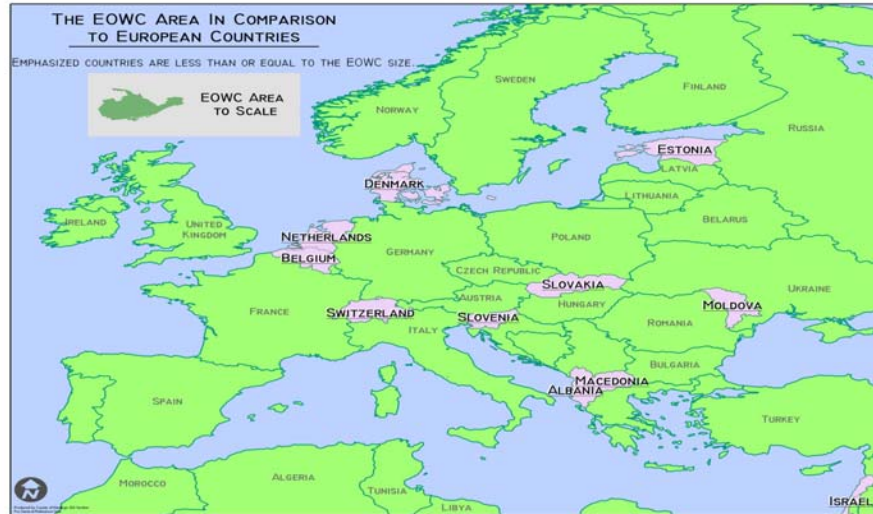 The EOWC Area In Comparison
to European Countries
Emphasized countries are less than or equal to the EOWC size.
EOWC Area
to Scale
Sweden
Finland
Norway
Russia
Estonia
Latvia
Denmark
Lithuania
Ireland
United
Kingdom
Belarus
Netherlands
Poland
Germany
Belgium
Czech Republic
Slovakia
Ukraine
Austria
Hungary
Moldova
France
Switzerland
Slovenia
Romania
Italy
Bulgaria
Macedonia
Albania
Spain
Turkey
Morocco
Algeria
Tunisia
Libya
Israel
N